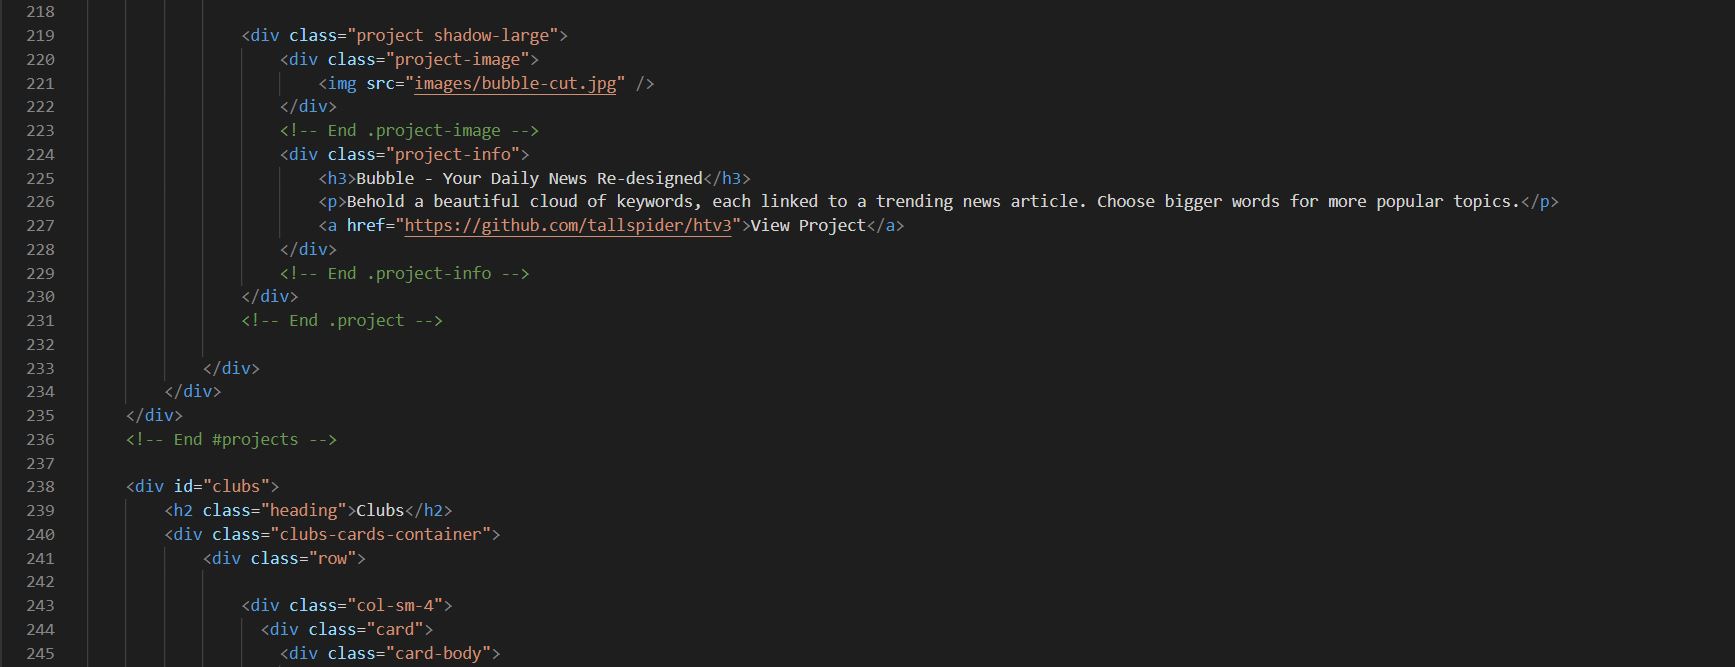 218
219 <div class="project shadow-large">
220 <div class="project-image">
221 <img src="images/bubble-cut.jpg" />
222 </div>
223 <!-- End .project-image -->
224 <div class="project-info">
225 <h3>Bubble - Your Daily News Re-designed</h3>
226 <p>Behold a beautiful cloud of keywords, each linked to a trending news article. Choose bigger words for more popular topics.</p>
227 <a href="https://github.com/tallspider/htv3">View Project</a>
228 </div>
229 <!-- End .project-info -->
230 </div>
231 <!-- End .project -->
232
233 </div>
234 </div>
235 </div>
236 <!-- End #projects -->
237
238 <div id="clubs">
239 <h2 class="heading">Clubs</h2>
240 <div class="clubs-cards-container">
241 <div class="row">
242
243 <div class="col-sm-4">
244 <div class="card">
245 <div class="card-body">